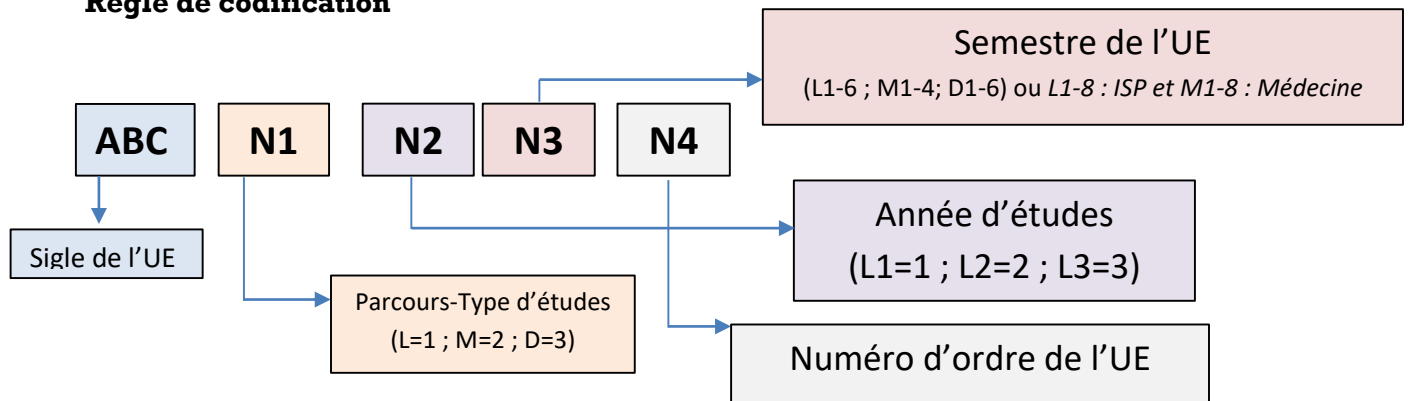 Règle de codification
Semestre de l'UE
(L1-6 ; M1-4; D1-6) ou L1-8 : ISP et M1-8 : Médecine
ABC N1 N2 N3 N4
Sigle de l'UE
Année d'études
(L1=1 ; L2=2 ; L3=3)
Parcours-Type d'études
(L=1 ; M=2 ; D=3)
Numéro d'ordre de l'UE